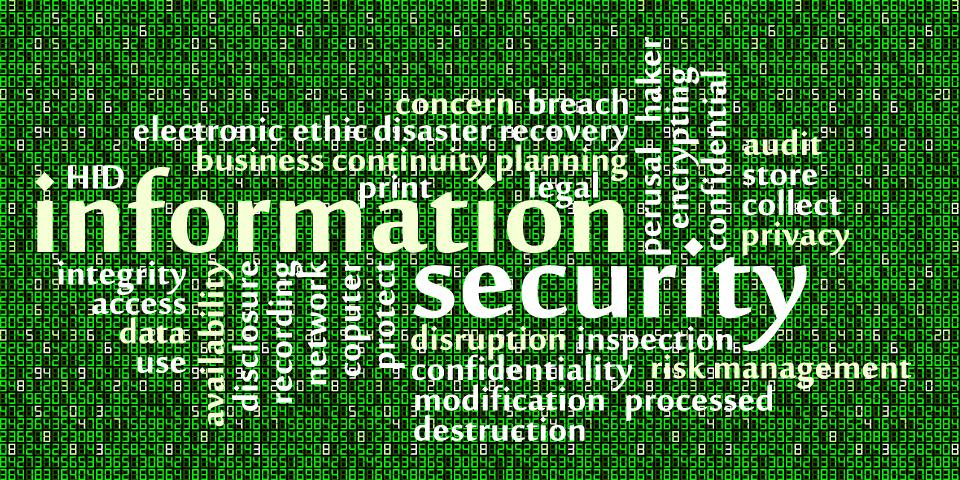 concern breach
electronic ethic disaster recovery
business continuity planning
HID
print
legal
information
security
perusal haker
encrypting
confidential
audit
store
collect
privacy
integrity
access
data
use
availability
disclosure
recording
network
coputer
protect
disruption inspection
confidentiality risk management
modification processed
destruction